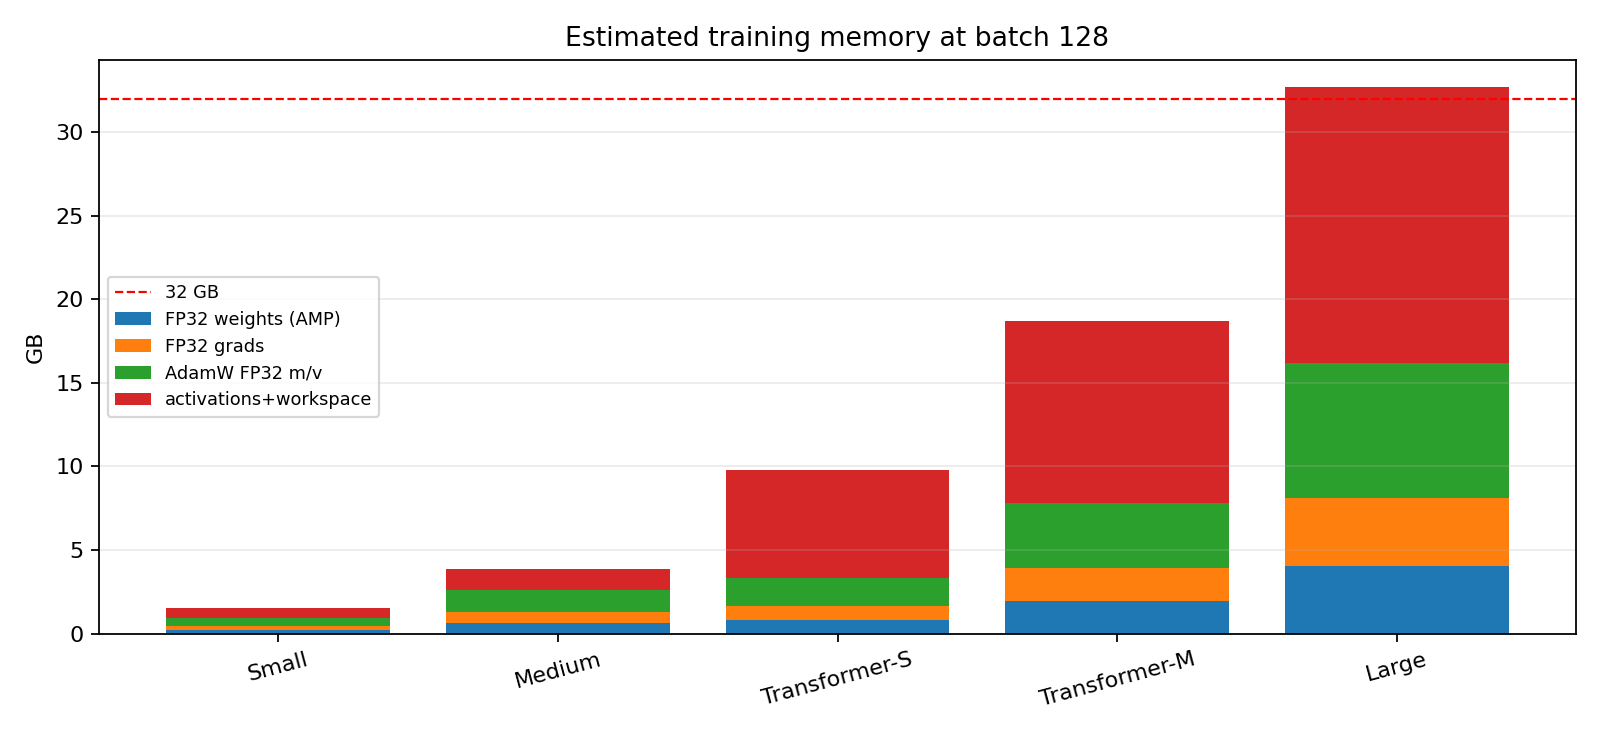 Estimated training memory at batch 128
GB
30
25
20
15
10
5
0
32 GB
FP32 weights (AMP)
FP32 grads
AdamW FP32 m/v
activations+workspace
Small
Medium
Transformer-S
Transformer-M
Large